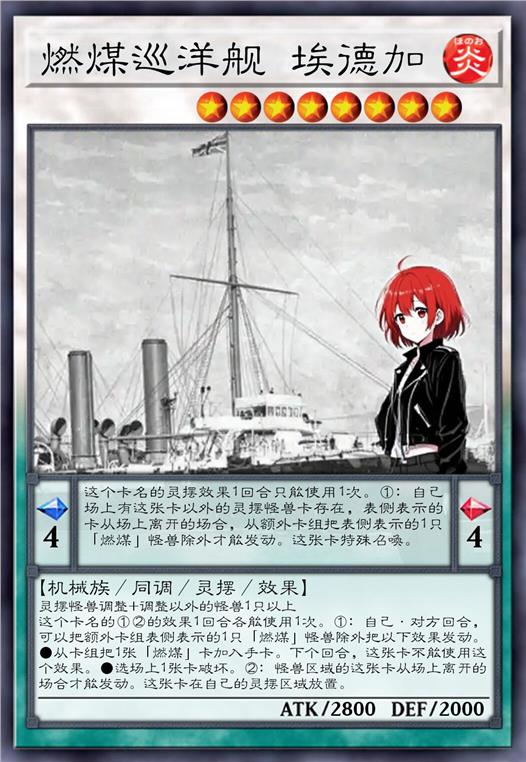 燃煤巡洋舰 埃德加
ほのお
炎
这个卡名的灵摆效果1回合只能使用1次。①：自己
场上有这张卡以外的灵摆怪兽卡存在，表侧表示的
卡从场上离开的场合，从额外卡组把表侧表示的1只
「燃煤」怪兽除外才能发动。这张卡特殊召唤。
4
4
【机械族／同调／灵摆／效果】
灵摆怪兽调整+调整以外的怪兽1只以上
这个卡名的①②的效果1回合各能使用1次。①：自己·对方回合，
可以把额外卡组表侧表示的1只「燃煤」怪兽除外把以下效果发动。
●从卡组把1张「燃煤」卡加入手卡。下个回合，这张卡不能使用这
个效果。●选场上1张卡破坏。②：怪兽区域的这张卡从场上离开的
场合才能发动。这张卡在自己的灵摆区域放置。
ATK/2800 DEF/2000